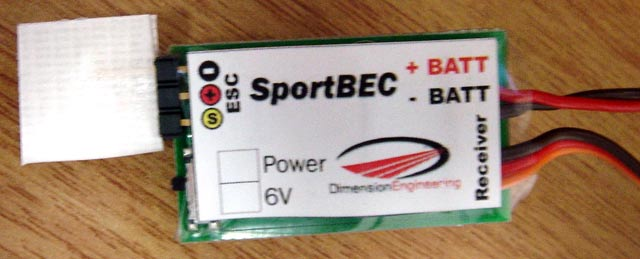 ESC
- + S
SportBEC
+ BATT
- BATT
Power
6V
DimensionEngineering
Receiver